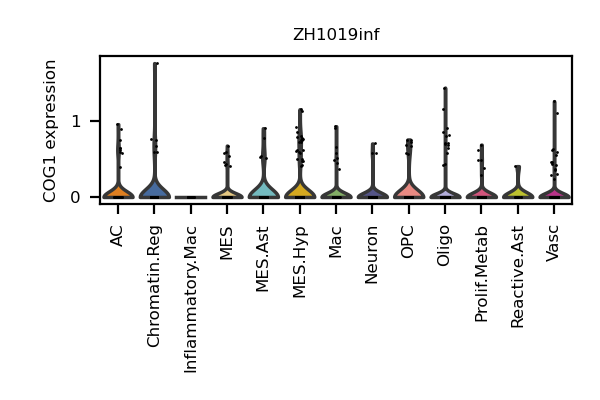 ZH1019inf
COG1 expression
1
0
AC
Chromatin.Reg
Inflammatory.Mac
MES
MES.Ast
MES.Hyp
Mac
Neuron
OPC
Oligo
Prolif.Metab
Reactive.Ast
Vasc